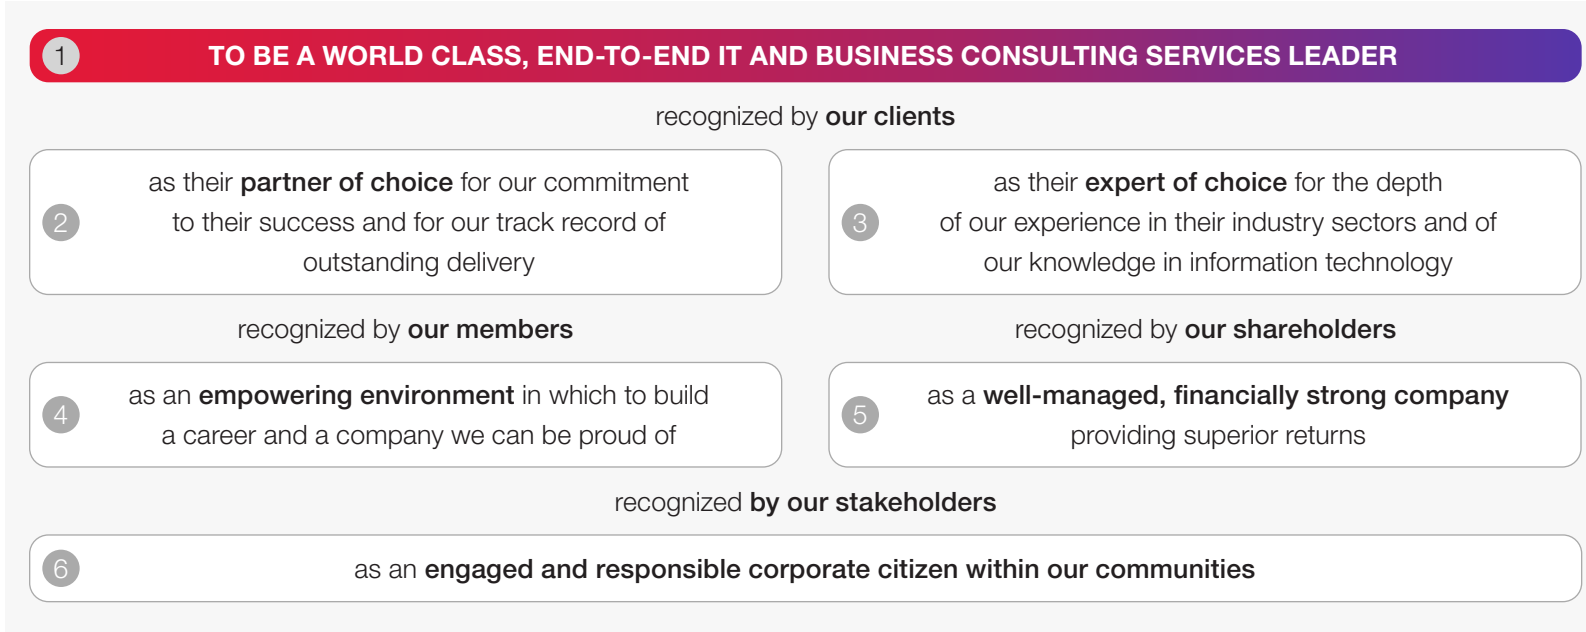 1 TO BE A WORLD CLASS, END-TO-END IT AND BUSINESS CONSULTING SERVICES LEADER
recognized by our clients
2
as their partner of choice for our commitment
to their success and for our track record of
outstanding delivery
3
as their expert of choice for the depth
of our experience in their industry sectors and of
our knowledge in information technology
recognized by our members
4
as an empowering environment in which to build
a career and a company we can be proud of
recognized by our shareholders
5
as a well-managed, financially strong company
providing superior returns
recognized by our stakeholders
6 as an engaged and responsible corporate citizen within our communities